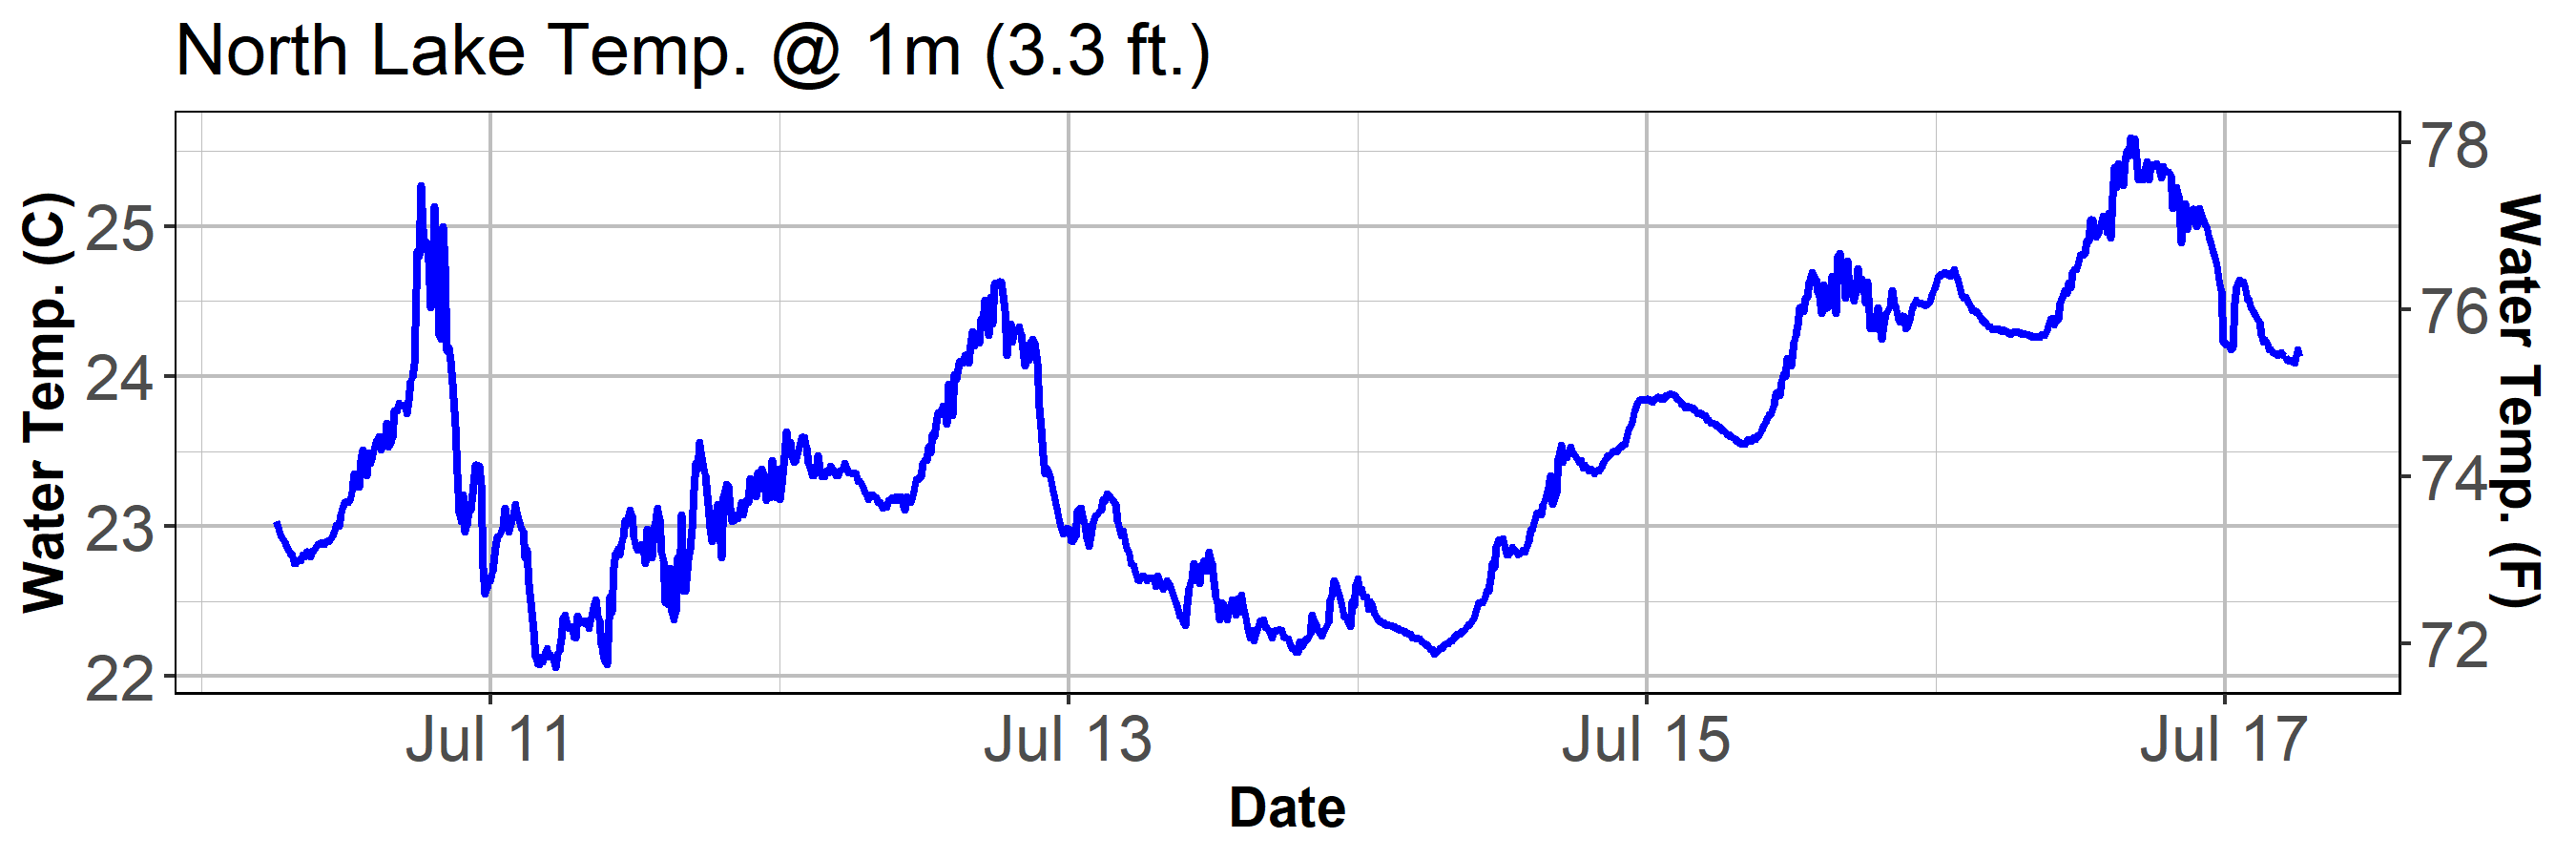 North Lake Temp. @ 1m (3.3 ft.)
Water Temp. (C)
25
24
23
22
78
76
74
72
Water Temp. (F)
Jul 11 Jul 13 Jul 15 Jul 17
Date